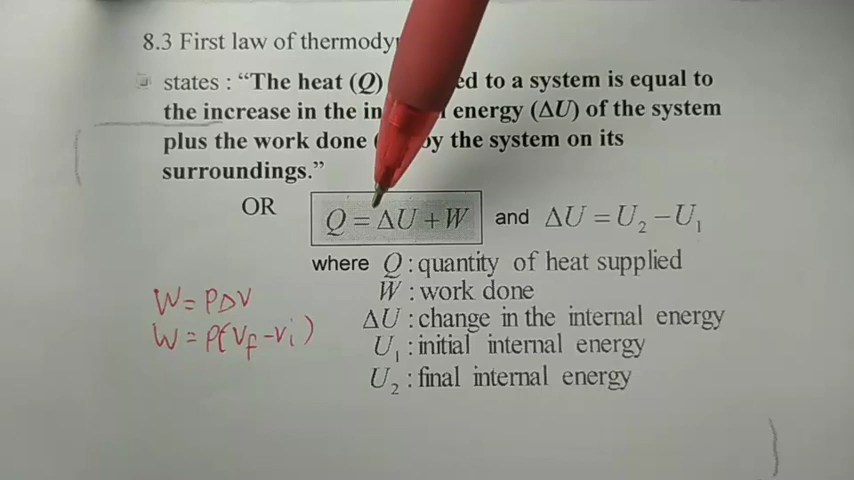 8.3 First law of
states : “The heat (Q) to a system is equal to
the increase in the energy (ΔU) of the system
plus the work done by the system on its
surroundings.”
OR Q = ΔU + W and ΔU = U₂ − U₁
where Q : quantity of heat supplied
W : work done
ΔU : change in the internal energy
U₁ : initial internal energy
U₂ : final internal energy
W = PΔV
W = P(Vf − Vi)